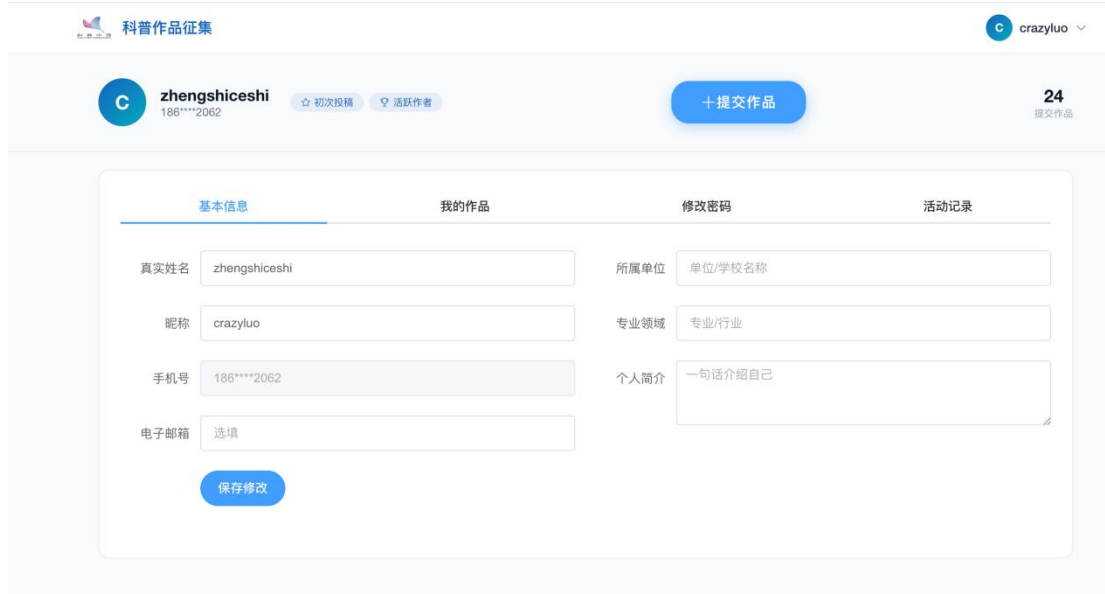 科普作品征集
C crazyluo
C
zhengshiceshi
186****2062
初次投稿
活跃作者
+提交作品
24
提交作品
基本信息 我的作品 修改密码 活动记录
真实姓名 zhengshiceshi
所属单位 单位/学校名称
昵称 crazyluo
专业领域 专业/行业
手机号 186****2062
个人简介 一句话介绍自己
电子邮箱 选填
保存修改